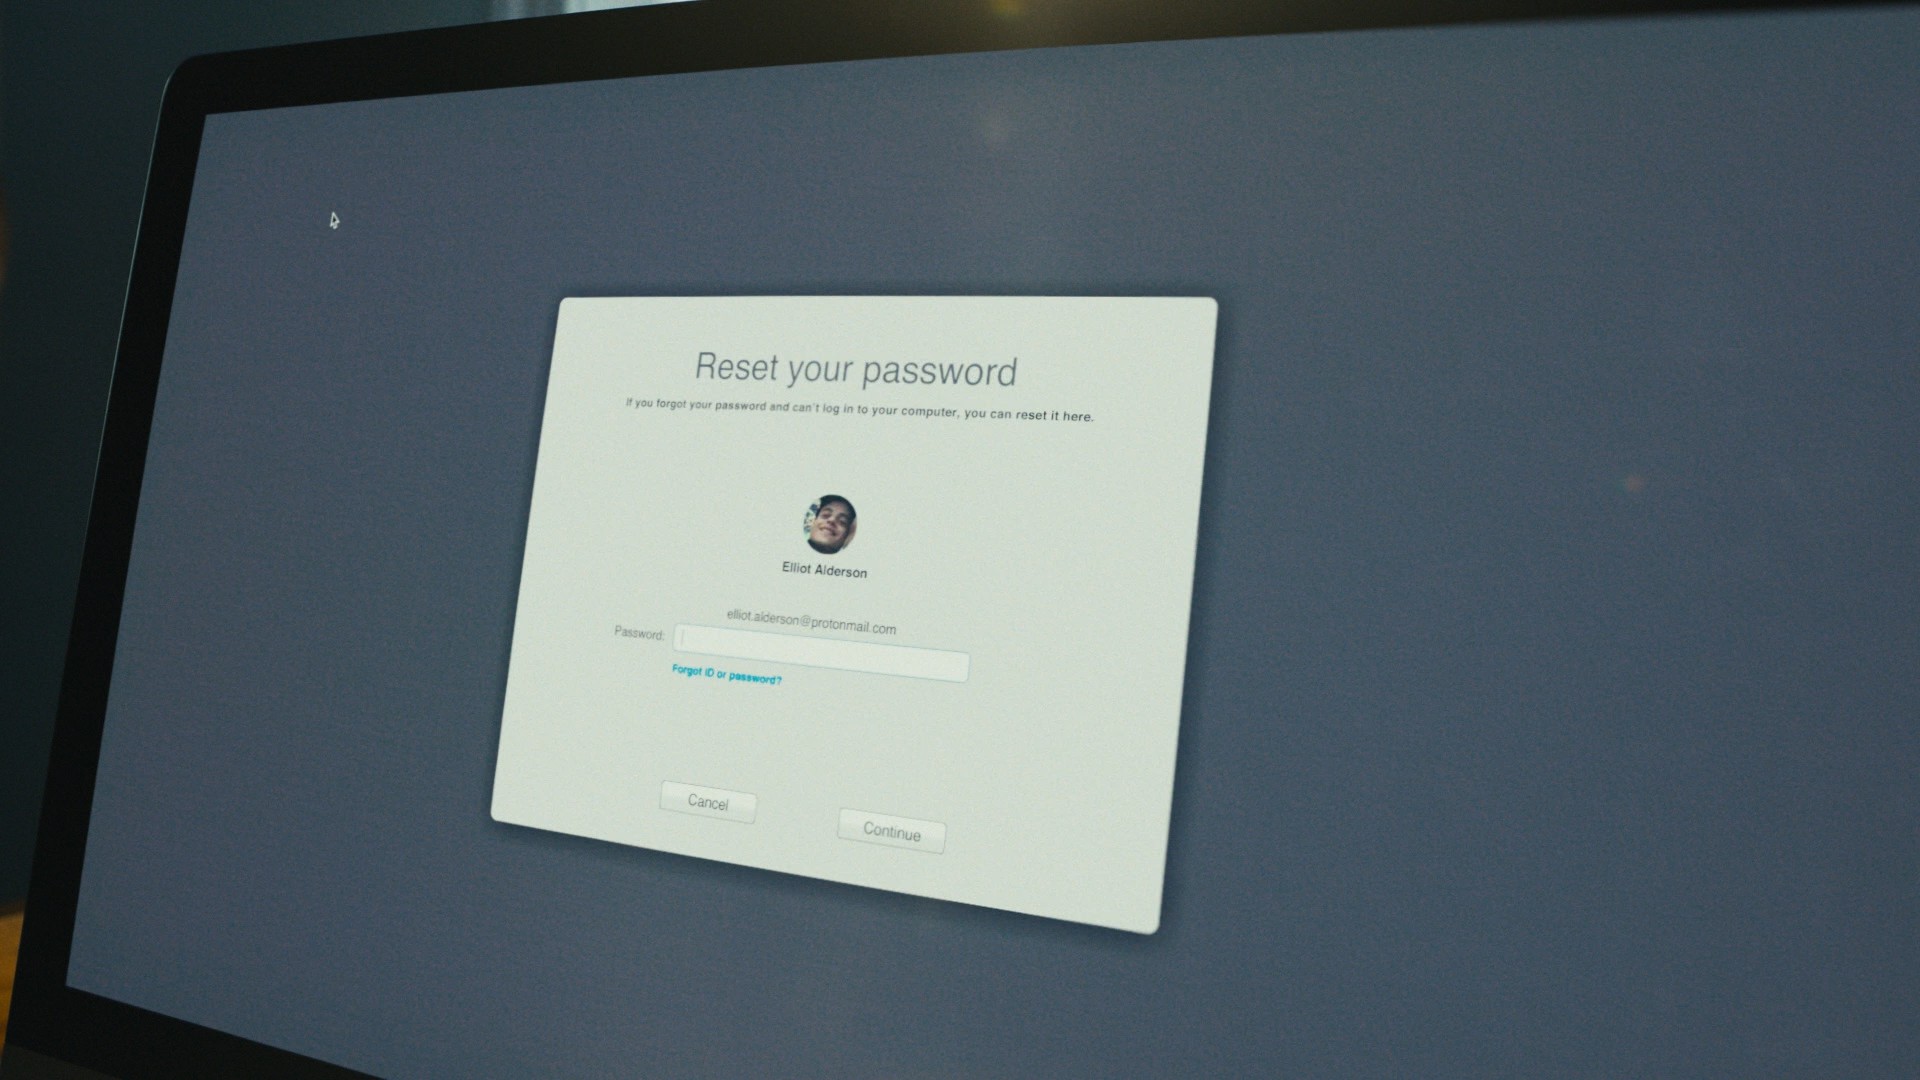 Reset your password
If you forgot your password and can't log in to your computer, you can reset it here.
Elliot Alderson
elliot.alderson@protonmail.com
Password:
Forgot ID or password?
Cancel
Continue